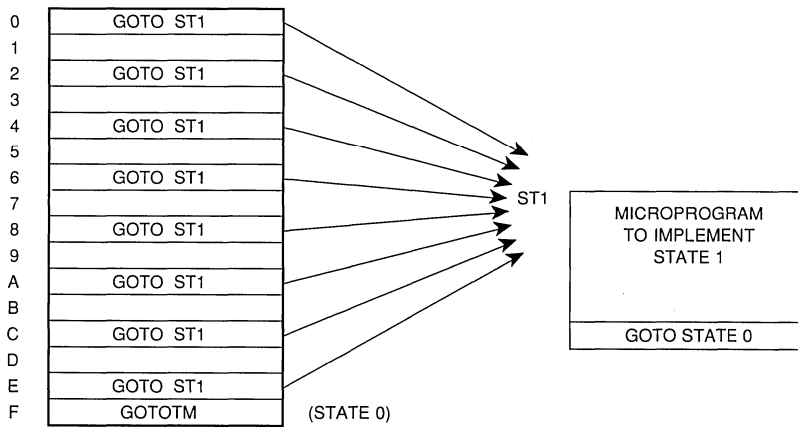 0 GOTO ST1
1
2 GOTO ST1
3
4 GOTO ST1
5
6 GOTO ST1
7
8 GOTO ST1
9
A GOTO ST1
B
C GOTO ST1
D
E GOTO ST1
F GOTOTM (STATE 0)
ST1
MICROPROGRAM
TO IMPLEMENT
STATE 1
GOTO STATE 0